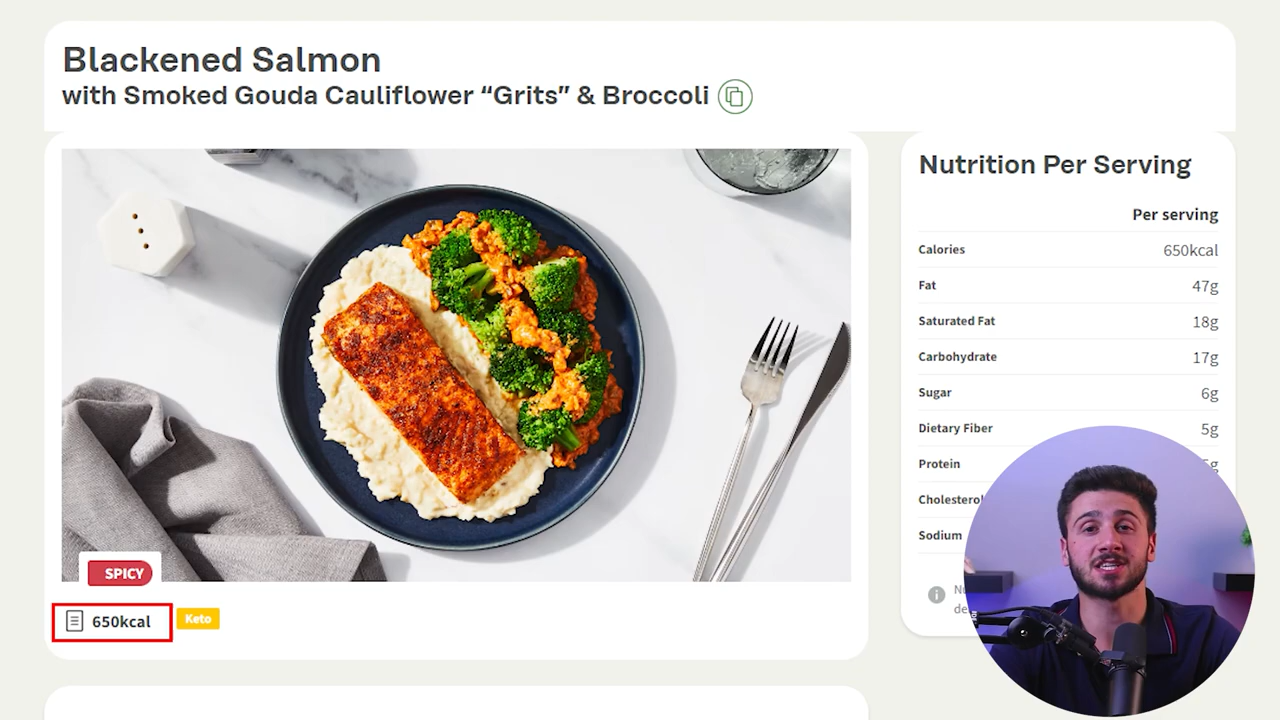 Blackened Salmon
with Smoked Gouda Cauliflower “Grits” & Broccoli
SPICY
650kcal
Keto
Nutrition Per Serving
Per serving
Calories 650kcal
Fat 47g
Saturated Fat 18g
Carbohydrate 17g
Sugar 6g
Dietary Fiber 5g
Protein
Cholesterol
Sodium